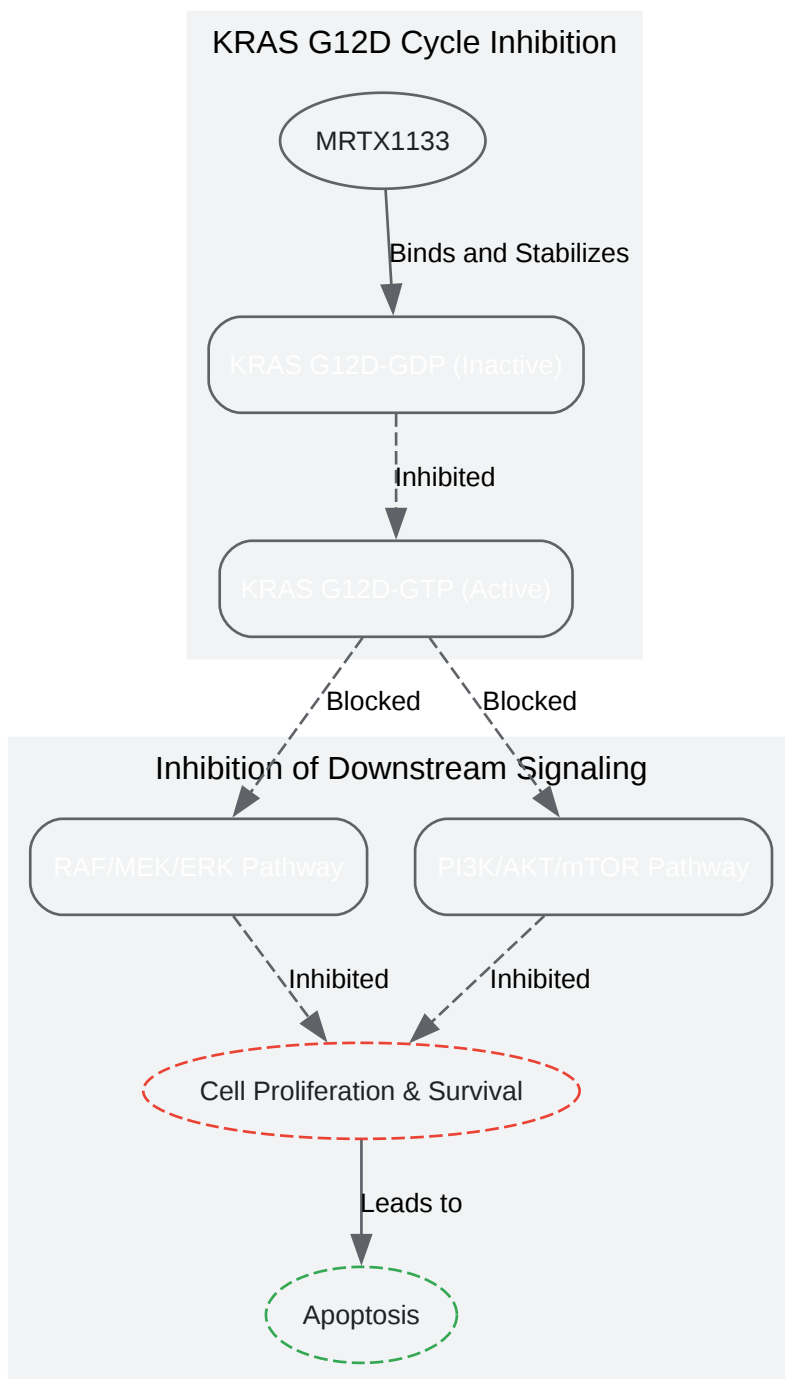 KRAS G12D Cycle Inhibition
MRTX1133
Binds and Stabilizes
KRAS G12D-GDP (Inactive)
Inhibited
KRAS G12D-GTP (Active)
Blocked
Blocked
Inhibition of Downstream Signaling
RAF/MEK/ERK Pathway
PI3K/AKT/mTOR Pathway
Inhibited
Inhibited
Cell Proliferation & Survival
Leads to
Apoptosis